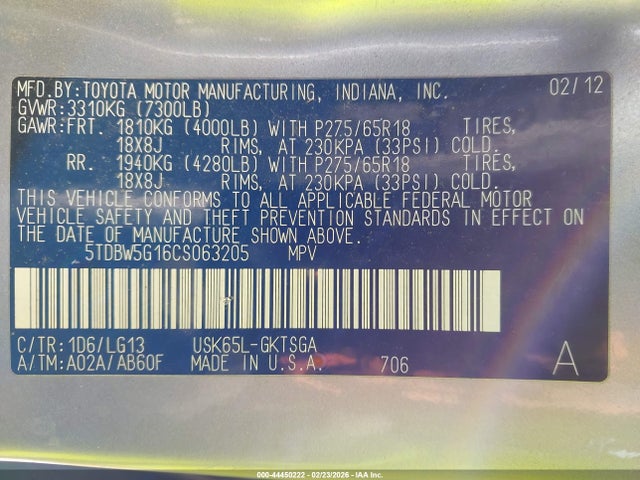 MFD.BY:TOYOTA MOTOR MANUFACTURING, INDIANA, INC. 02/12
GVWR:3310KG (7300LB)
GAWR:FRT. 1810KG (4000LB) WITH P275/65R18 TIRES,
18X8J RIMS, AT 230KPA (33PSI) COLD.
RR. 1940KG (4280LB) WITH P275/65R18 TIRES,
18X8J RIMS, AT 230KPA (33PSI) COLD.
THIS VEHICLE CONFORMS TO ALL APPLICABLE FEDERAL MOTOR
VEHICLE SAFETY AND THEFT PREVENTION STANDARDS IN EFFECT ON
THE DATE OF MANUFACTURE SHOWN ABOVE.
5TDBW5G16CS063205 MPV
C/TR:1D6/LG13 USK65L-GKTSGA
A/TM:A02A/AB60F MADE IN U.S.A. 706 A
000-44450222 - 02/23/2026 - IAAI, Inc.